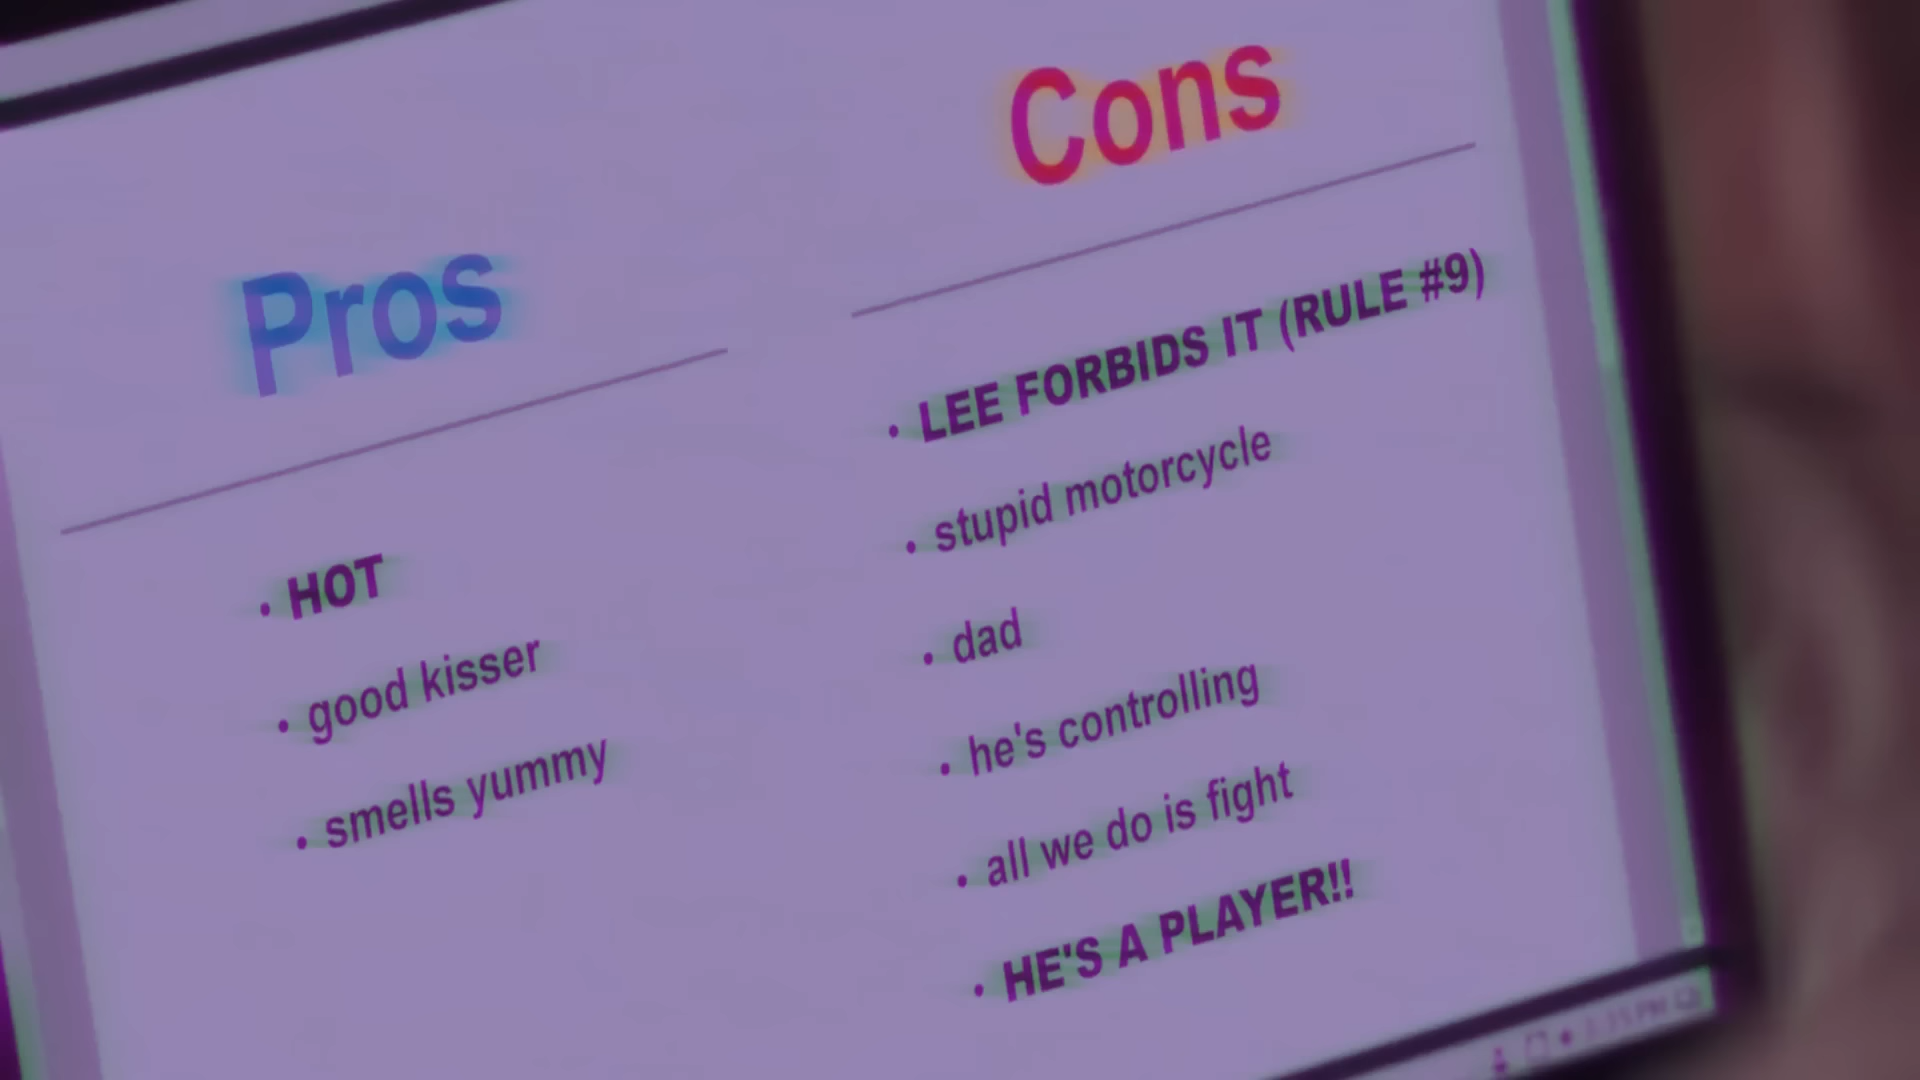 Pros
• HOT
• good kisser
• smells yummy
Cons
• LEE FORBIDS IT (RULE #9)
• stupid motorcycle
• dad
• he's controlling
• all we do is fight
• HE'S A PLAYER!!